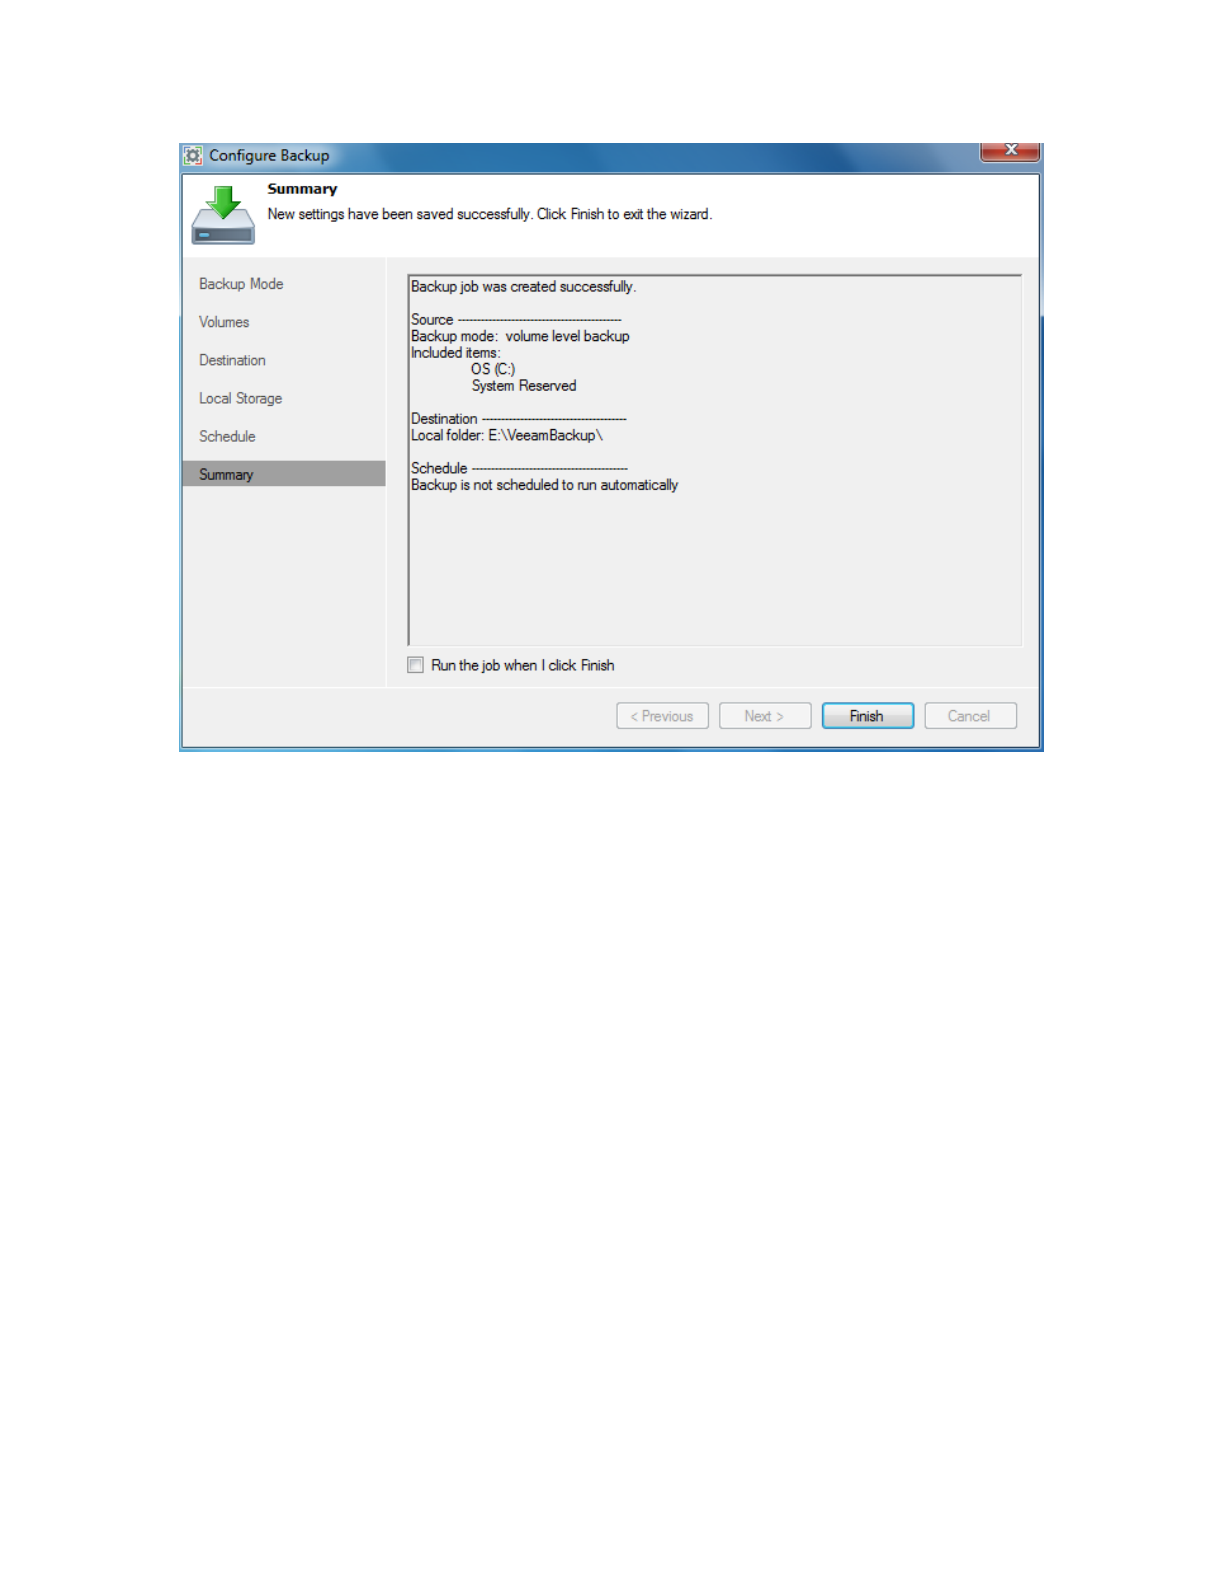 Configure Backup
Summary
New settings have been saved successfully. Click Finish to exit the wizard.
Backup Mode
Volumes
Destination
Local Storage
Schedule
Summary
Backup job was created successfully.
Source -------------------------------------------
Backup mode:  volume level backup
Included items:
OS (C:)
System Reserved
Destination --------------------------------------
Local folder: E:\VeeamBackup\
Schedule -----------------------------------------
Backup is not scheduled to run automatically
Run the job when I click Finish
< Previous
Next >
Finish
Cancel